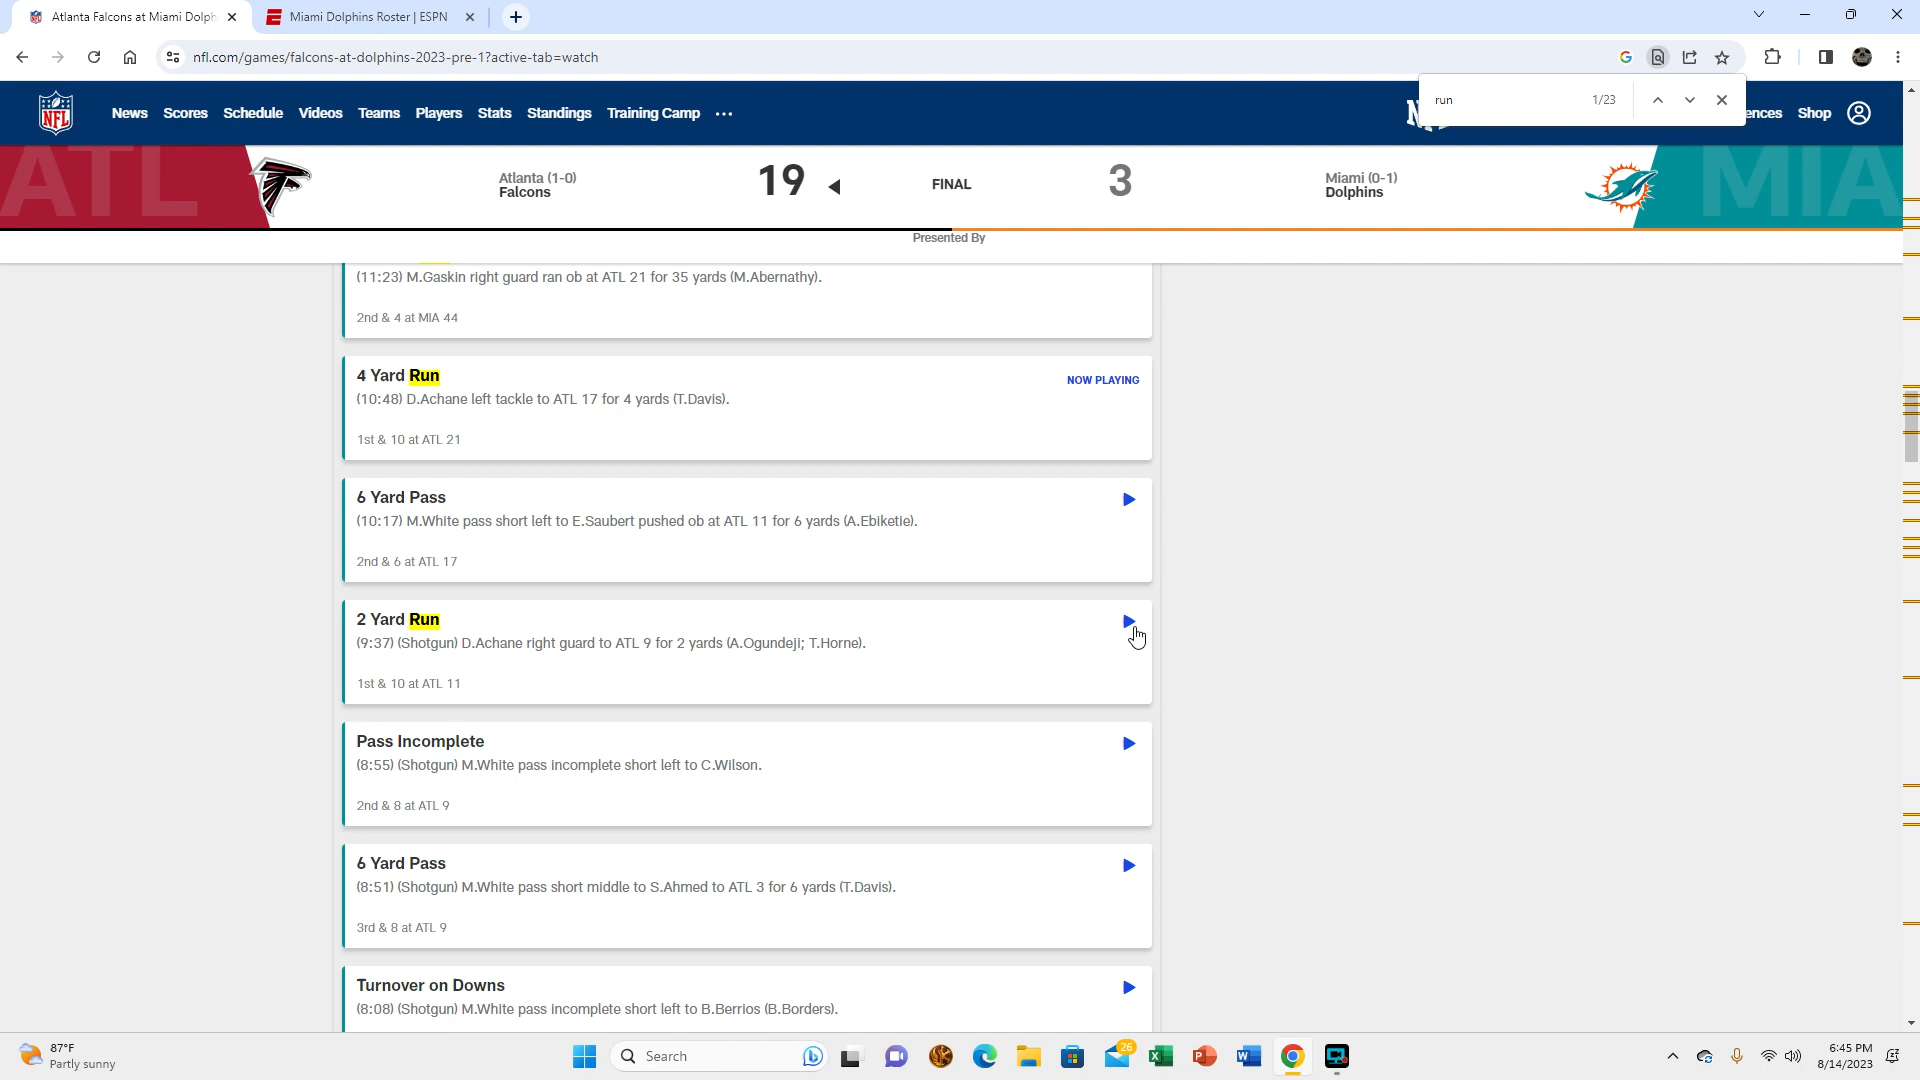 Atlanta Falcons at Miami Dolph
Miami Dolphins Roster | ESPN
nfl.com/games/falcons-at-dolphins-2023-pre-1?active-tab=watch
run 1/23
NFL
News Scores Schedule Videos Teams Players Stats Standings Training Camp ••• Shop
ATL
Atlanta (1-0)
Falcons
19
FINAL
3
Miami (0-1)
Dolphins
MIA
Presented By
(11:23) M.Gaskin right guard ran ob at ATL 21 for 35 yards (M.Abernathy).
2nd & 4 at MIA 44
4 Yard Run
NOW PLAYING
(10:48) D.Achane left tackle to ATL 17 for 4 yards (T.Davis).
1st & 10 at ATL 21
6 Yard Pass
(10:17) M.White pass short left to E.Saubert pushed ob at ATL 11 for 6 yards (A.Ebiketie).
2nd & 6 at ATL 17
2 Yard Run
(9:37) (Shotgun) D.Achane right guard to ATL 9 for 2 yards (A.Ogundeji; T.Horne).
1st & 10 at ATL 11
Pass Incomplete
(8:55) (Shotgun) M.White pass incomplete short left to C.Wilson.
2nd & 8 at ATL 9
6 Yard Pass
(8:51) (Shotgun) M.White pass short middle to S.Ahmed to ATL 3 for 6 yards (T.Davis).
3rd & 8 at ATL 9
Turnover on Downs
(8:08) (Shotgun) M.White pass incomplete short left to B.Berrios (B.Borders).
87°F
Partly sunny
Search
26
6:45 PM
8/14/2023